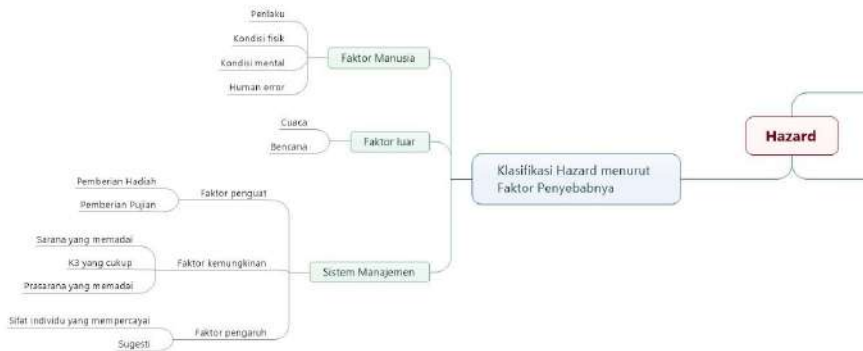 Perilaku
Kondisi fisik
Kondisi mental
Human error
Faktor Manusia
Cuaca
Bencana
Faktor luar
Pemberian Hadiah
Pemberian Pujian
Faktor penguat
Sarana yang memadai
K3 yang cukup
Prasarana yang memadai
Faktor kemungkinan
Sifat individu yang mempercayai
Sugesti
Faktor pengaruh
Sistem Manajemen
Klasifikasi Hazard menurut
Faktor Penyebabnya
Hazard